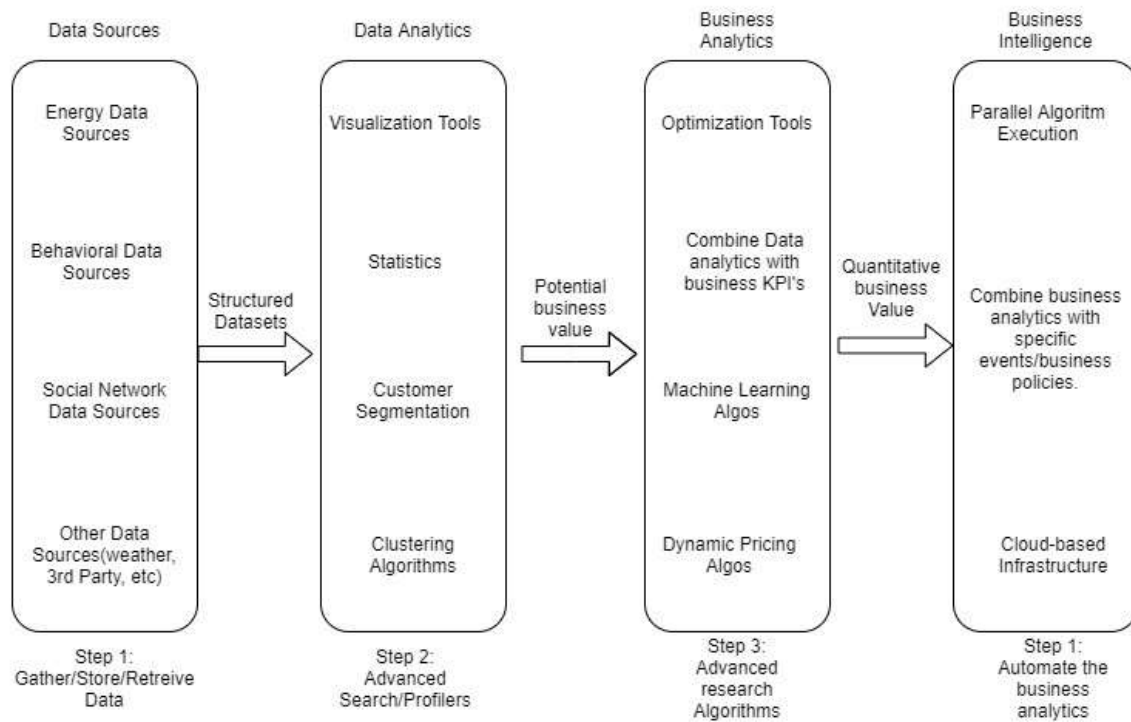 Data Sources
Energy Data
Sources
Behavioral Data
Sources
Social Network
Data Sources
Other Data
Sources(weather,
3rd Party, etc)
Step 1:
Gather/Store/Retreive
Data
Structured
Datasets
Data Analytics
Visualization Tools
Statistics
Customer
Segmentation
Clustering
Algorithms
Step 2:
Advanced
Search/Profilers
Potential
business
value
Business
Analytics
Optimization Tools
Combine Data
analytics with
business KPI's
Machine Learning
Algos
Dynamic Pricing
Algos
Step 3:
Advanced
research
Algorithms
Quantitative
business
Value
Business
Intelligence
Parallel Algoritm
Execution
Combine business
analytics with
specific
events/business
policies.
Cloud-based
Infrastructure
Step 1:
Automate the
business
analytics